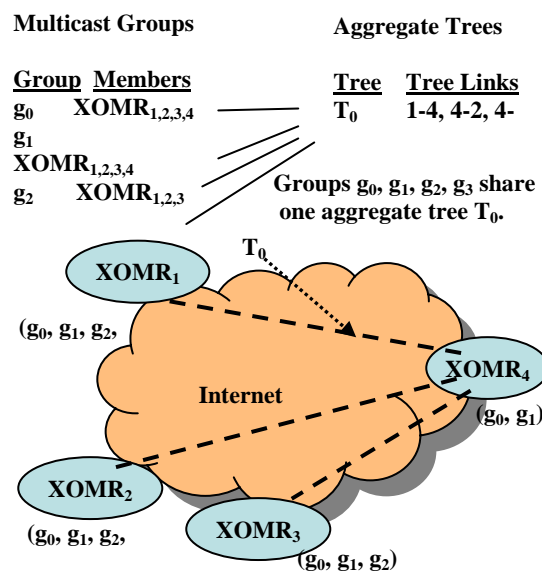 Multicast Groups Aggregate Trees
Group Members Tree Tree Links
g0 XOMR1,2,3,4 T0 1-4, 4-2, 4-
g1
XOMR1,2,3,4
g2 XOMR1,2,3
Groups g0, g1, g2, g3 share
one aggregate tree T0.
T0
XOMR1
(g0, g1, g2,
XOMR4
Internet
(g0, g1)
XOMR2
(g0, g1, g2,
XOMR3
(g0, g1, g2)